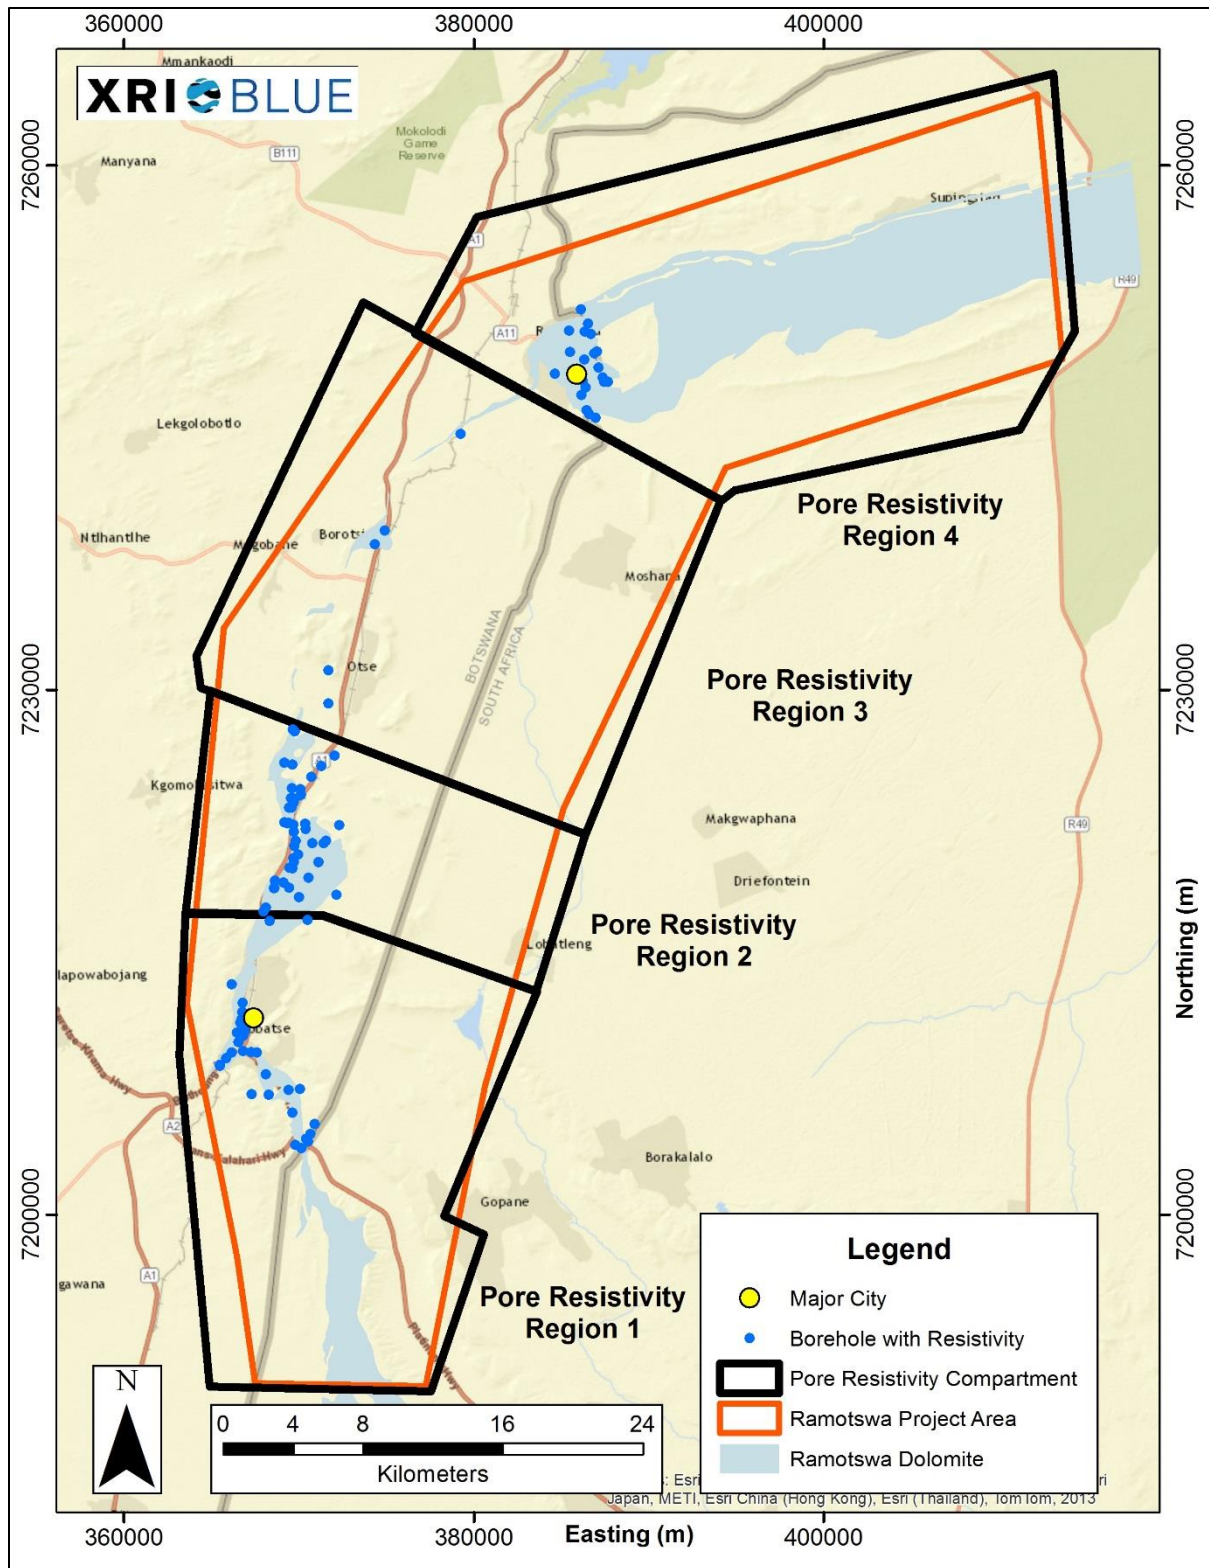 360000
380000
400000
Mmankaodi
XRI BLUE
Mokolodi
Game
Reserve
B111
Manyana
7260000
7260000
A1
R49
A11
Lekgolobotlo
Ntlhantlhe
Pore Resistivity
Region 4
Moshana
BOTSWANA
SOUTH AFRICA
Otse
7230000
7230000
Pore Resistivity
Region 3
A1
Makgwaphana
R49
Driefontein
Pore Resistivity
Region 2
Northing (m)
Borakalalo
Gopane
7200000
7200000
A1
Pore Resistivity
Region 1
Legend
Major City
Borehole with Resistivity
Pore Resistivity Compartment
Ramotswa Project Area
Ramotswa Dolomite
N
0 4 8 16 24
Kilometers
Japan, METI, Esri China (Hong Kong), Esri (Thailand), TomTom, 2013
360000
380000
Easting (m)
400000